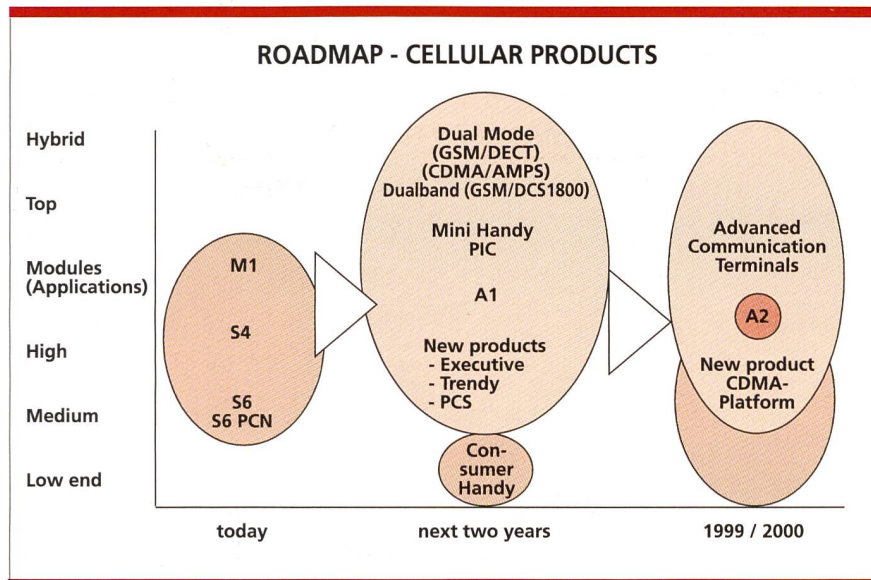 ROADMAP - CELLULAR PRODUCTS
Hybrid
Top
Modules
(Applications)
High
Medium
Low end
M1
S4
S6
S6 PCN
Dual Mode
(GSM/DECT)
(CDMA/AMPS)
Dualband (GSM/DCS1800)
Mini Handy
PIC
A1
New products
- Executive
- Trendy
- PCS
Con-
sumer
Handy
Advanced
Communication
Terminals
A2
New product
CDMA-
Platform
today
next two years
1999 / 2000